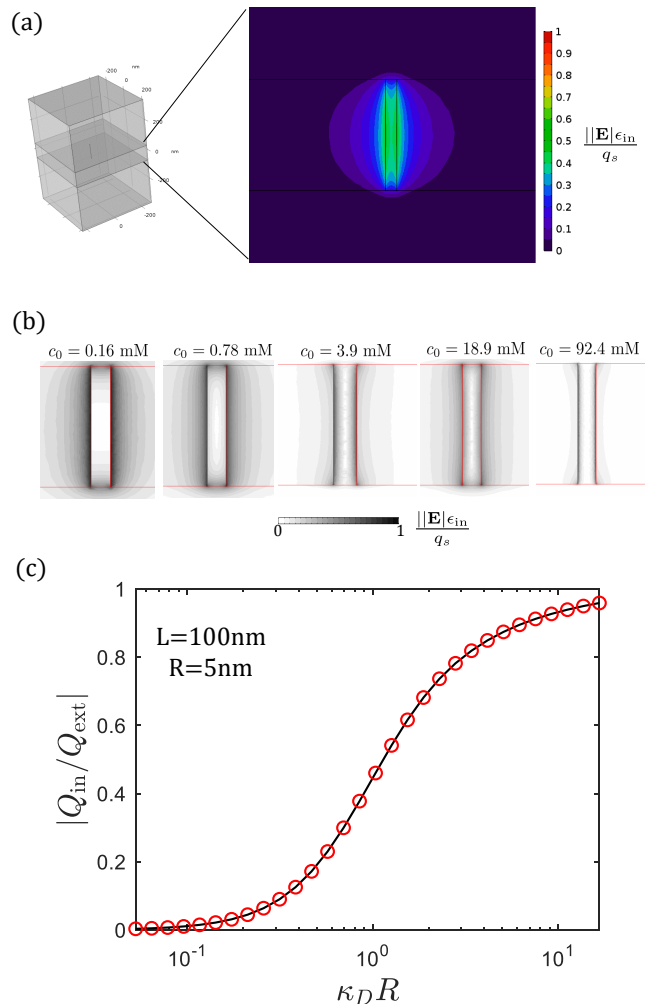 (a)
-200
0
200
nm
200
0
-200
nm
-200
0
1
0.9
0.8
0.7
0.6
0.5
0.4
0.3
0.2
0.1
0
||E|ϵin
qs
(b)
c0 = 0.16 mM c0 = 0.78 mM c0 = 3.9 mM c0 = 18.9 mM c0 = 92.4 mM
0 1
||E|ϵin
qs
(c)
1
0.8
0.6
0.4
0.2
0
|Qin/Qext|
L=100nm
R=5nm
10-1 100 101
κDR